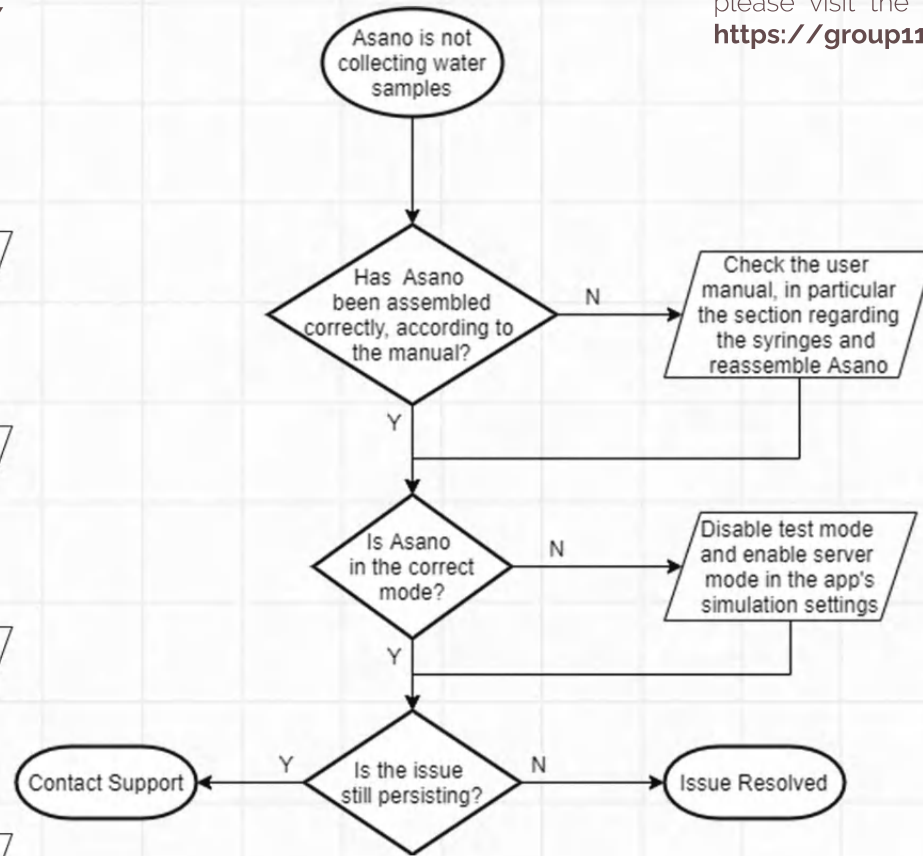 please visit the
https://group11
Asano is not
collecting water
samples
Has Asano
been assembled
correctly, according to
the manual?
N
Check the user
manual, in particular
the section regarding
the syringes and
reassemble Asano
Y
Is Asano
in the correct
mode?
N
Disable test mode
and enable server
mode in the app's
simulation settings
Y
Is the issue
still persisting?
Y
Contact Support
N
Issue Resolved